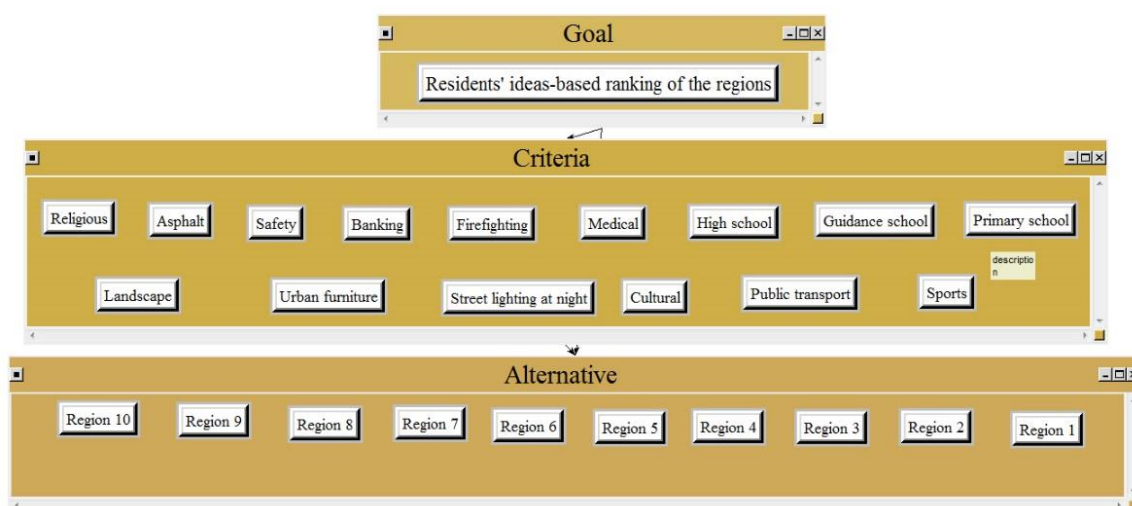 Goal
Residents' ideas-based ranking of the regions
Criteria
Religious
Asphalt
Safety
Banking
Firefighting
Medical
High school
Guidance school
Primary school
descriptio
n
Landscape
Urban furniture
Street lighting at night
Cultural
Public transport
Sports
Alternative
Region 10
Region 9
Region 8
Region 7
Region 6
Region 5
Region 4
Region 3
Region 2
Region 1